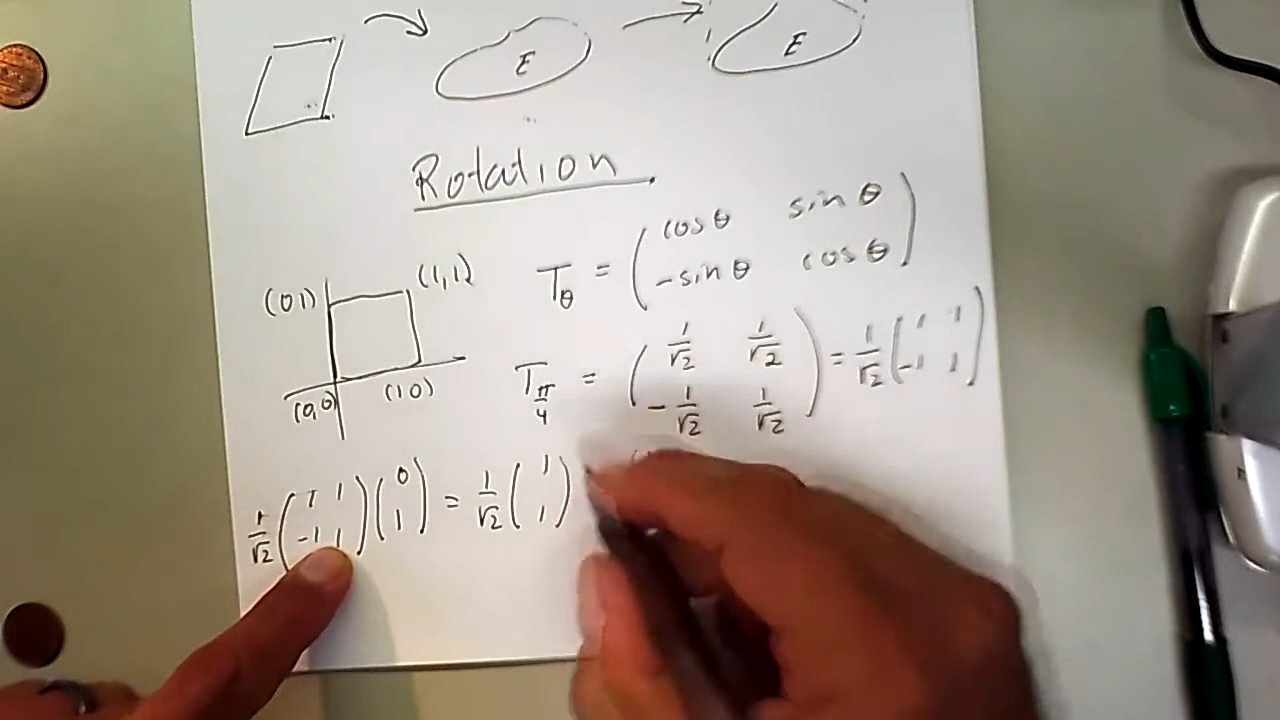 E E
Rotation
T_θ = ( cos θ sin θ
-sin θ cos θ )
(0 1) (1,1)
(0,0) (1 0)
T_π/4 = ( 1/√2 1/√2
-1/√2 1/√2 ) = 1/√2 ( 1 1
-1 1 )
1/√2 ( 1 1
-1 1 ) ( 0
1 ) = 1/√2 ( 1
1 )